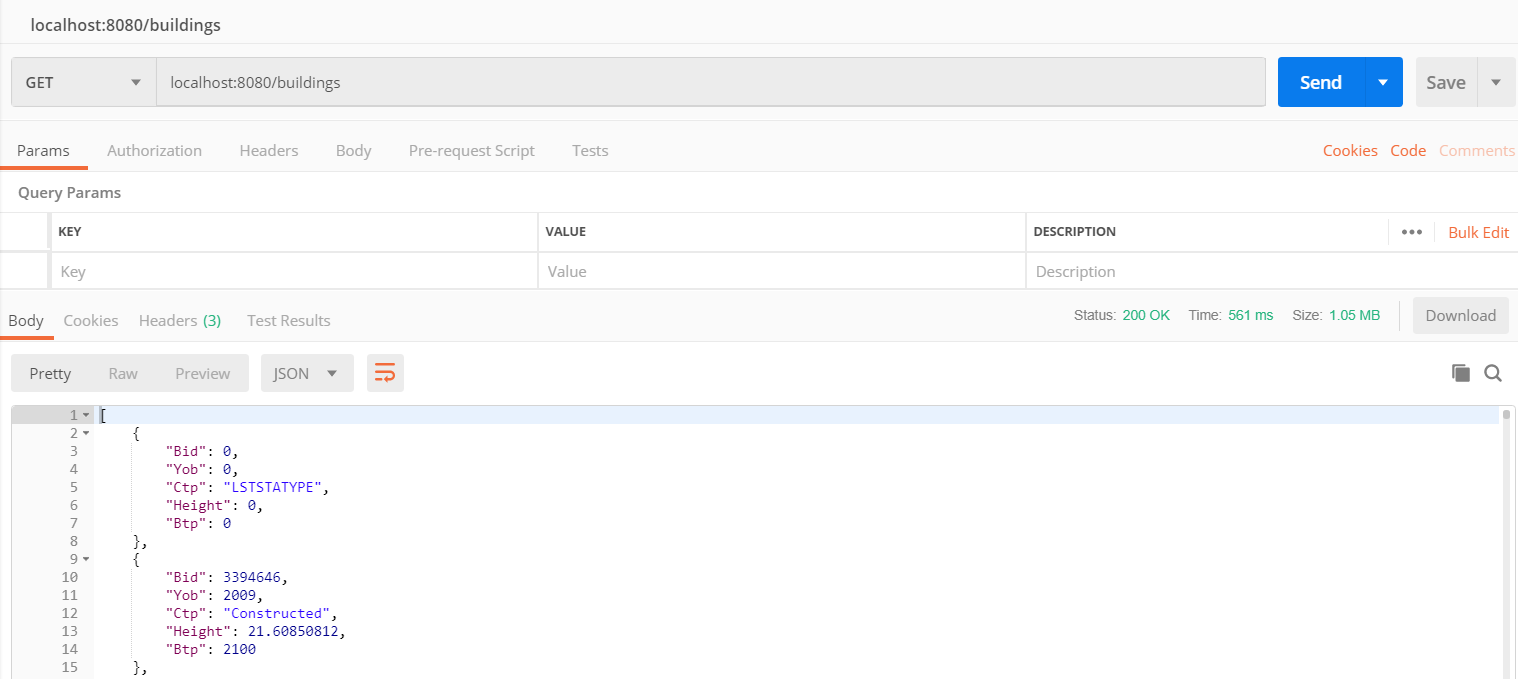 localhost:8080/buildings
GET localhost:8080/buildings Send Save
Params Authorization Headers Body Pre-request Script Tests Cookies Code Comments
Query Params
KEY VALUE DESCRIPTION ••• Bulk Edit
Key Value Description
Body Cookies Headers (3) Test Results Status: 200 OK Time: 561 ms Size: 1.05 MB Download
Pretty Raw Preview JSON
1 [
2 {
3 "Bid": 0,
4 "Yob": 0,
5 "Ctp": "LSTSTATYPE",
6 "Height": 0,
7 "Btp": 0
8 },
9 {
10 "Bid": 3394646,
11 "Yob": 2009,
12 "Ctp": "Constructed",
13 "Height": 21.60850812,
14 "Btp": 2100
15 },